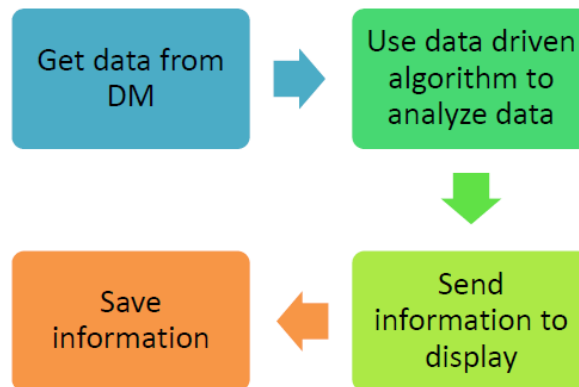 Get data from
DM
Use data driven
algorithm to
analyze data
Send
information to
display
Save
information